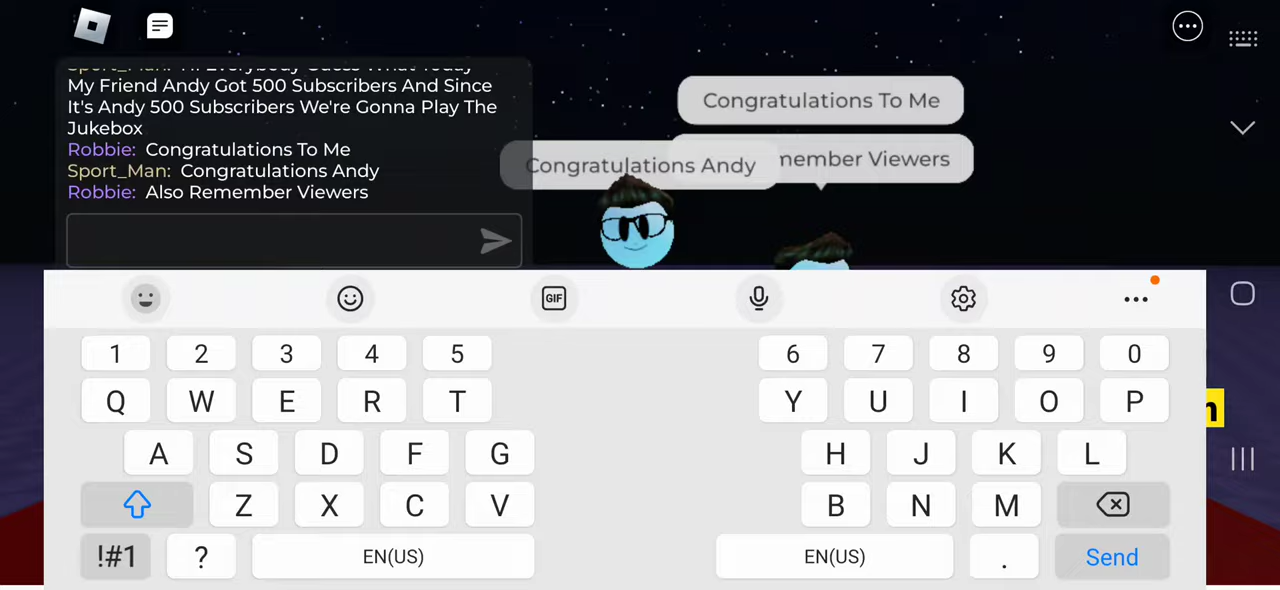 Sport_Man: Hi Everybody Guess What Today
My Friend Andy Got 500 Subscribers And Since
It's Andy 500 Subscribers We're Gonna Play The
Jukebox
Robbie: Congratulations To Me
Sport_Man: Congratulations Andy
Robbie: Also Remember Viewers
Congratulations To Me
Congratulations Andy
member Viewers
GIF
1 2 3 4 5 6 7 8 9 0
Q W E R T Y U I O P
A S D F G H J K L
Z X C V B N M
!#1 ? EN(US) EN(US) . Send